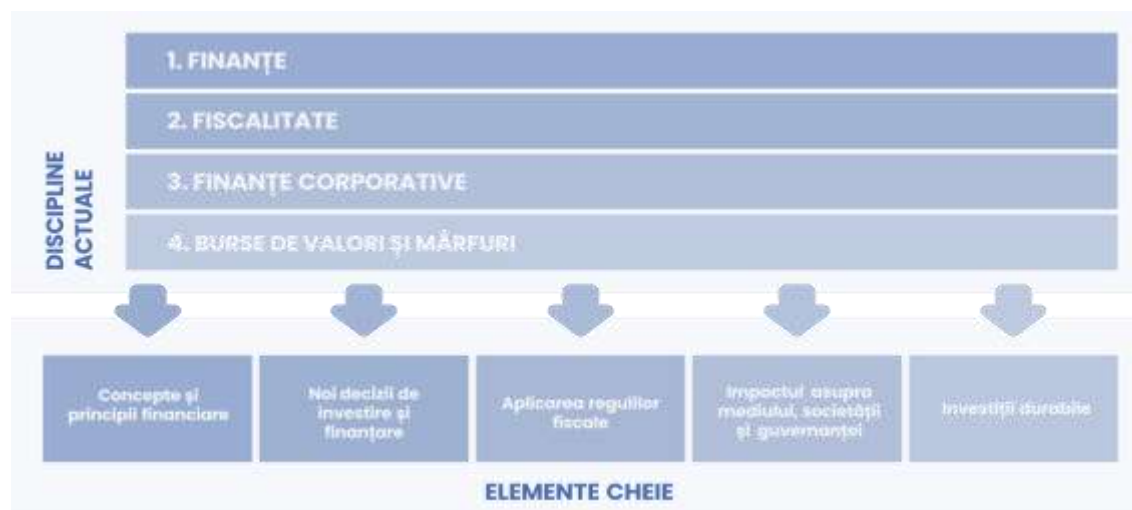 DISCIPLINE
ACTUALE
1. FINANȚE
2. FISCALITATE
3. FINANȚE CORPORATIVE
4. BURSE DE VALORI ȘI MĂRFURI
Concepte și
principii financiare
Noi decizii de
investire și
finanțare
Aplicarea regulilor
fiscale
Impactul asupra
mediului, societății
și guvernanței
Investiții durabile
ELEMENTE CHEIE